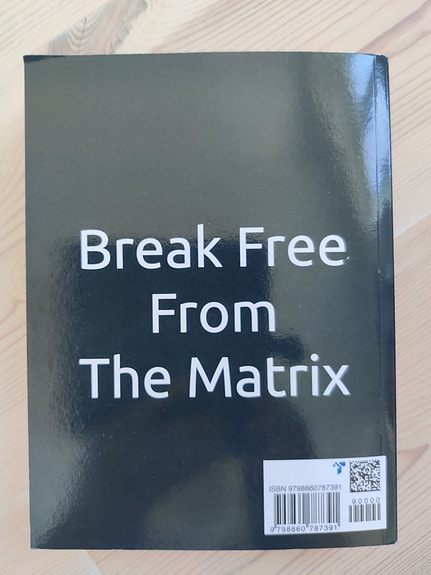 Break Free
From
The Matrix
ISBN 9798860787391
90000
9 798860 787391